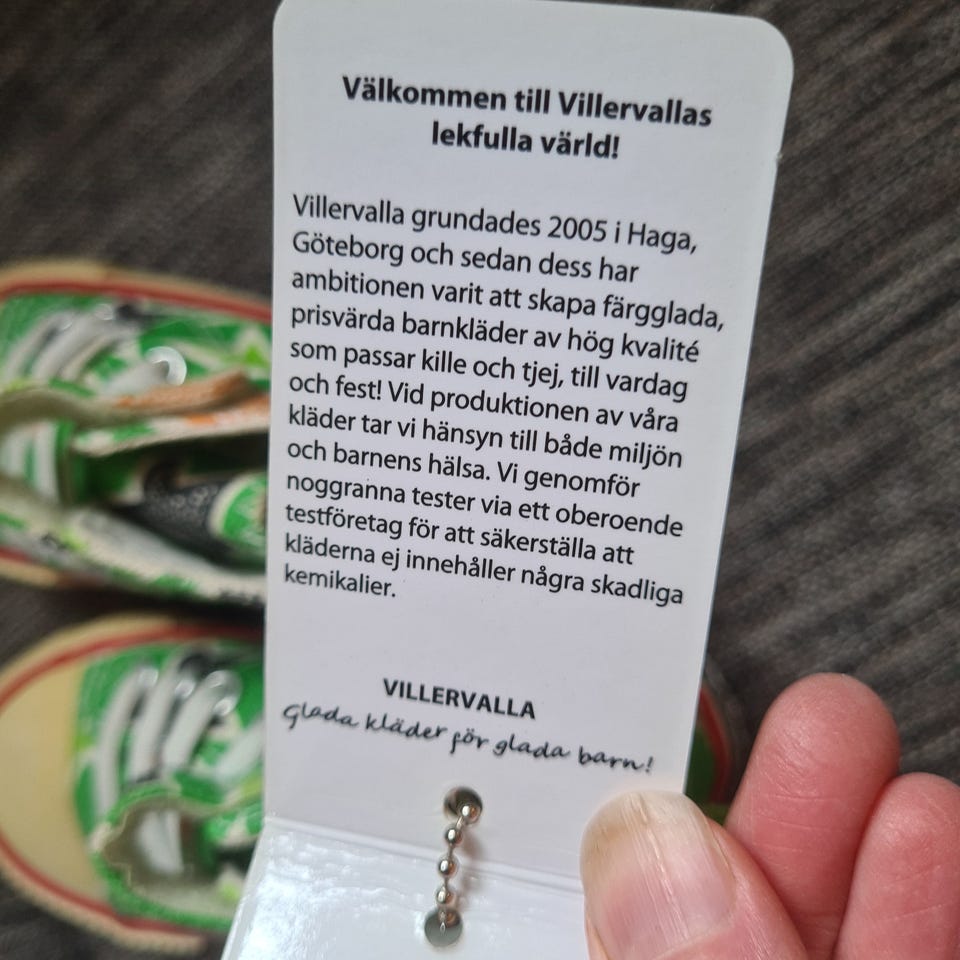 Välkommen till Villervallas
lekfulla värld!
Villervalla grundades 2005 i Haga,
Göteborg och sedan dess har
ambitionen varit att skapa färgglada,
prisvärda barnkläder av hög kvalité
som passar kille och tjej, till vardag
och fest! Vid produktionen av våra
kläder tar vi hänsyn till både miljön
och barnens hälsa. Vi genomför
noggranna tester via ett oberoende
testföretag för att säkerställa att
kläderna ej innehåller några skadliga
kemikalier.
VILLERVALLA
Glada kläder för glada barn!